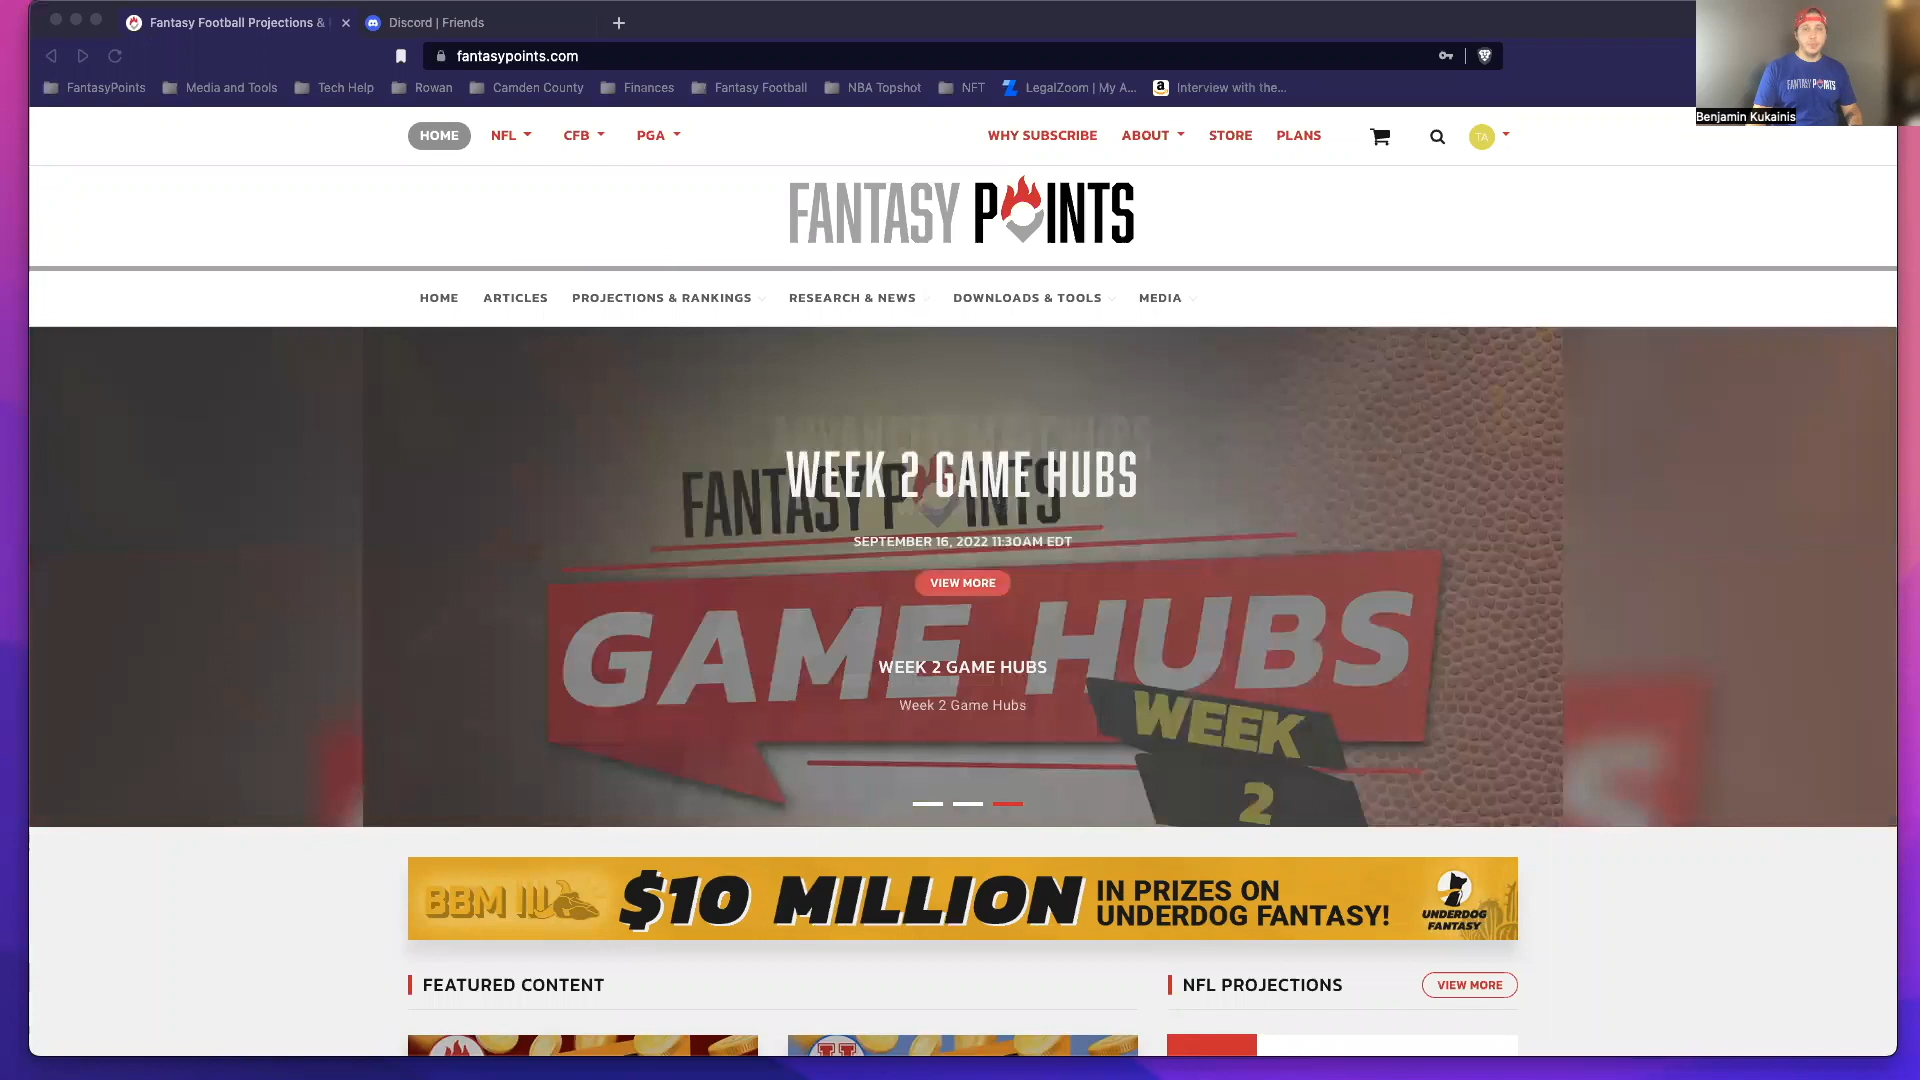 Fantasy Football Projections &
Discord | Friends
fantasypoints.com
FantasyPoints
Media and Tools
Tech Help
Rowan
Camden County
Finances
Fantasy Football
NBA Topshot
NFT
LegalZoom | My A...
Interview with the...
FANTASY POINTS
Benjamin Kukainis
HOME
NFL
CFB
PGA
WHY SUBSCRIBE
ABOUT
STORE
PLANS
TA
FANTASY POINTS
HOME
ARTICLES
PROJECTIONS & RANKINGS
RESEARCH & NEWS
DOWNLOADS & TOOLS
MEDIA
WEEK 2 GAME HUBS
FANTASY POINTS
SEPTEMBER 16, 2022 11:30AM EDT
VIEW MORE
GAME HUBS
WEEK 2 GAME HUBS
Week 2 Game Hubs
WEEK
2
BBM III
$10 MILLION
IN PRIZES ON
UNDERDOG FANTASY!
UNDERDOG
FANTASY
FEATURED CONTENT
NFL PROJECTIONS
VIEW MORE